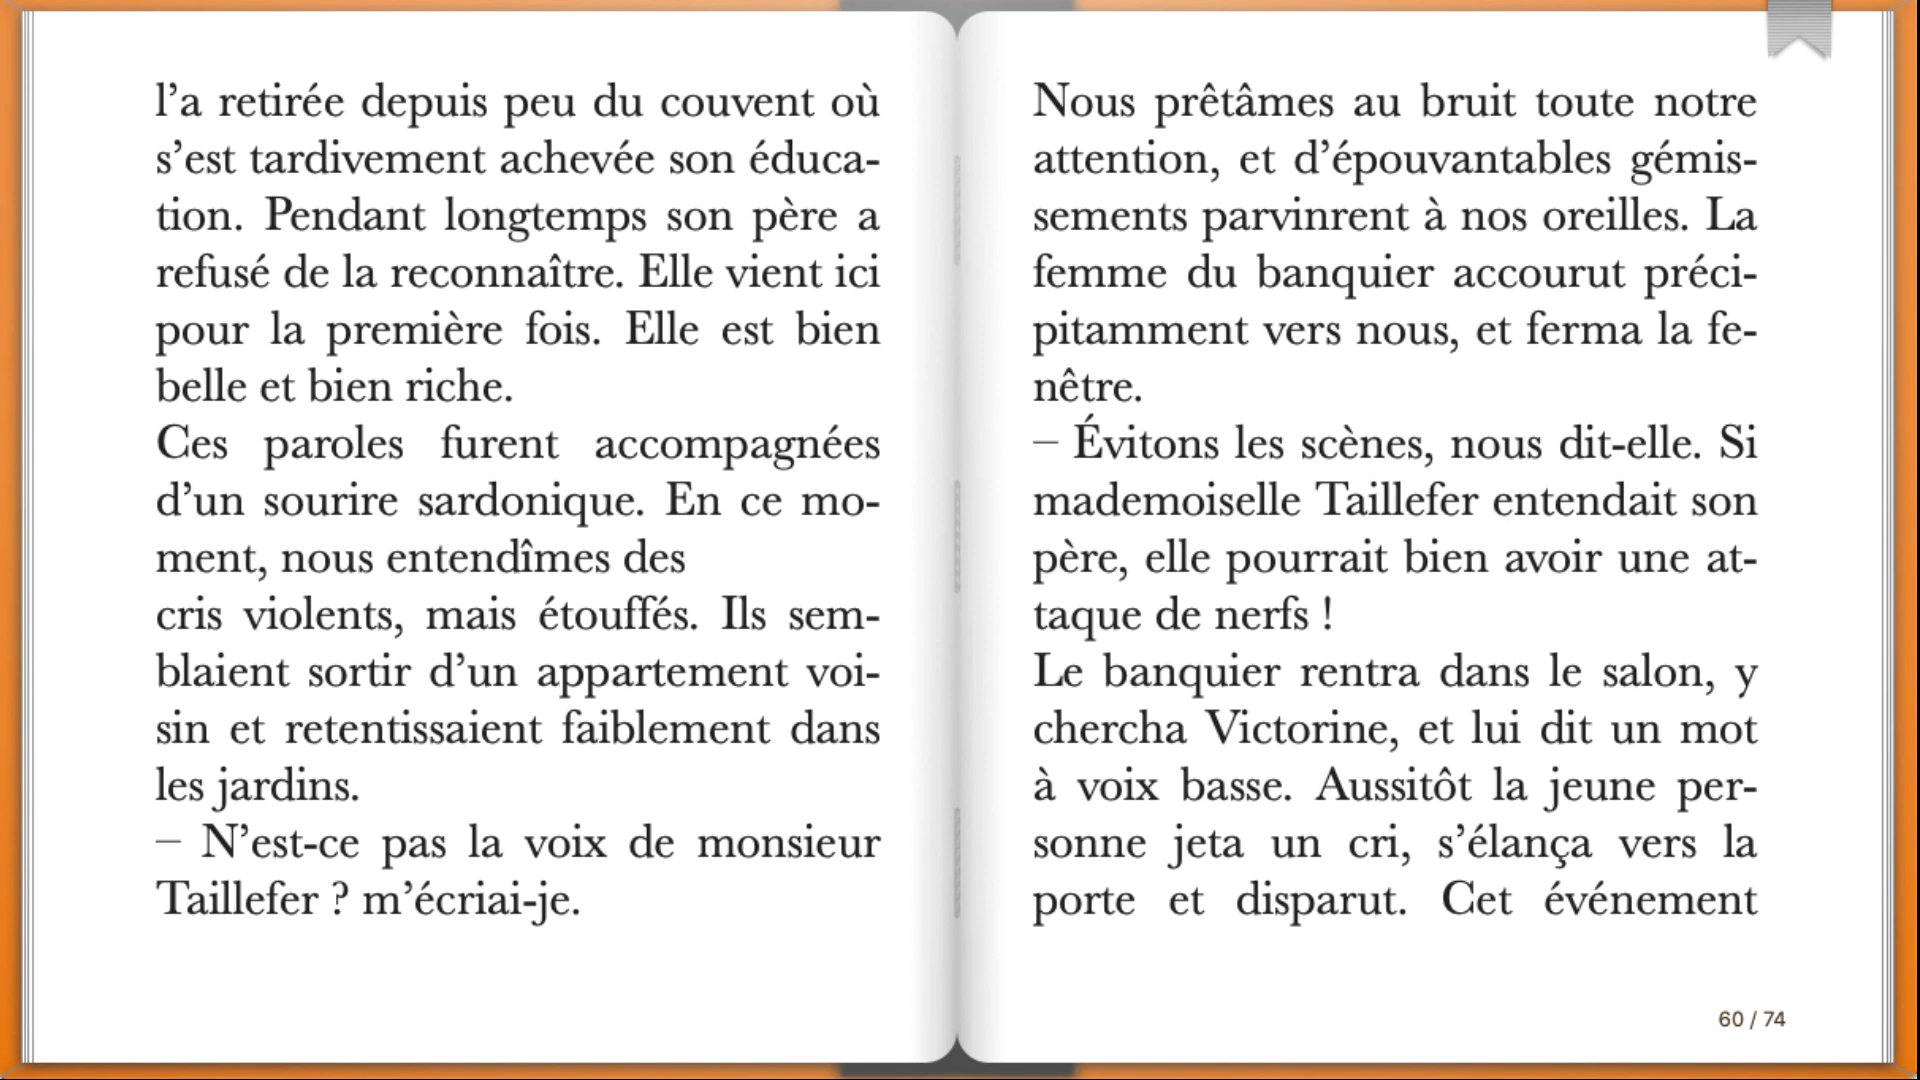 l’a retirée depuis peu du couvent où
s’est tardivement achevée son éduca-
tion. Pendant longtemps son père a
refusé de la reconnaître. Elle vient ici
pour la première fois. Elle est bien
belle et bien riche.
Ces paroles furent accompagnées
d’un sourire sardonique. En ce mo-
ment, nous entendîmes des
cris violents, mais étouffés. Ils sem-
blaient sortir d’un appartement voi-
sin et retentissaient faiblement dans
les jardins.
– N’est-ce pas la voix de monsieur
Taillefer ? m’écriai-je.
Nous prêtâmes au bruit toute notre
attention, et d’épouvantables gémis-
sements parvinrent à nos oreilles. La
femme du banquier accourut préci-
pitamment vers nous, et ferma la fe-
nêtre.
– Évitons les scènes, nous dit-elle. Si
mademoiselle Taillefer entendait son
père, elle pourrait bien avoir une at-
taque de nerfs !
Le banquier rentra dans le salon, y
chercha Victorine, et lui dit un mot
à voix basse. Aussitôt la jeune per-
sonne jeta un cri, s’élança vers la
porte et disparut. Cet événement
60 / 74